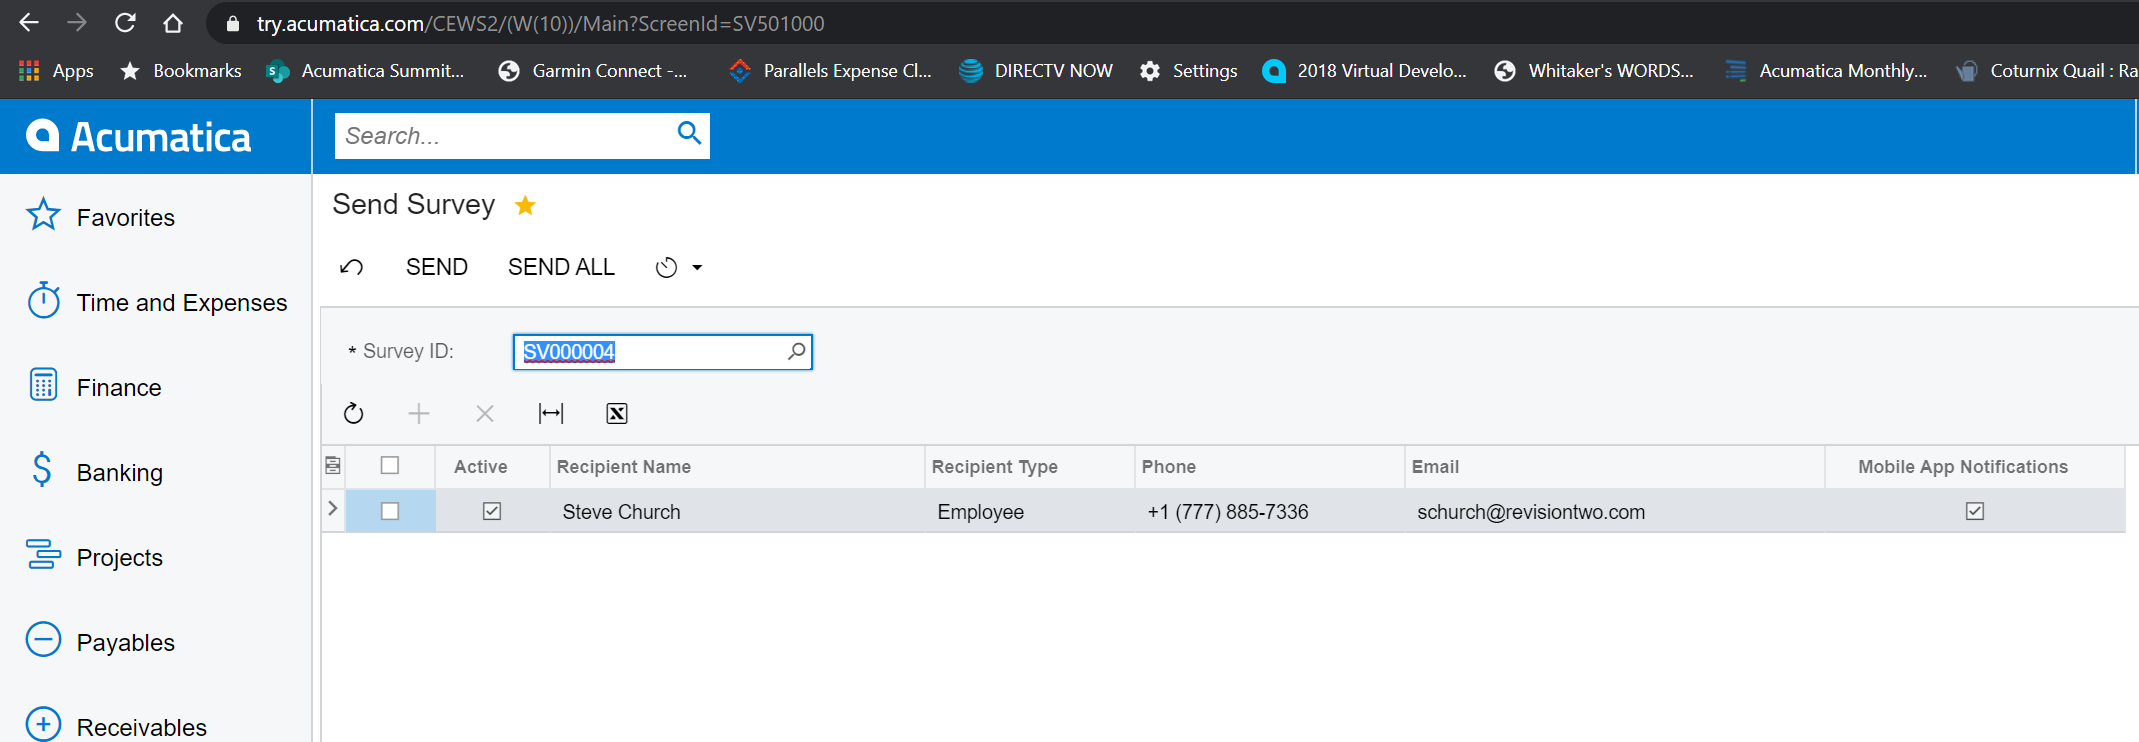 try.acumatica.com/CEWS2/(W(10))/Main?ScreenId=SV501000
Apps Bookmarks Acumatica Summit... Garmin Connect -... Parallels Expense Cl... DIRECTV NOW Settings 2018 Virtual Develo... Whitaker's WORDS... Acumatica Monthly... Coturnix Quail : Ra
Acumatica Search...
Send Survey
Favorites
SEND SEND ALL
Time and Expenses
* Survey ID: SV000004
Finance
Active Recipient Name Recipient Type Phone Email Mobile App Notifications
Banking
Steve Church Employee +1 (777) 885-7336 schurch@revisiontwo.com
Projects
Payables
Receivables